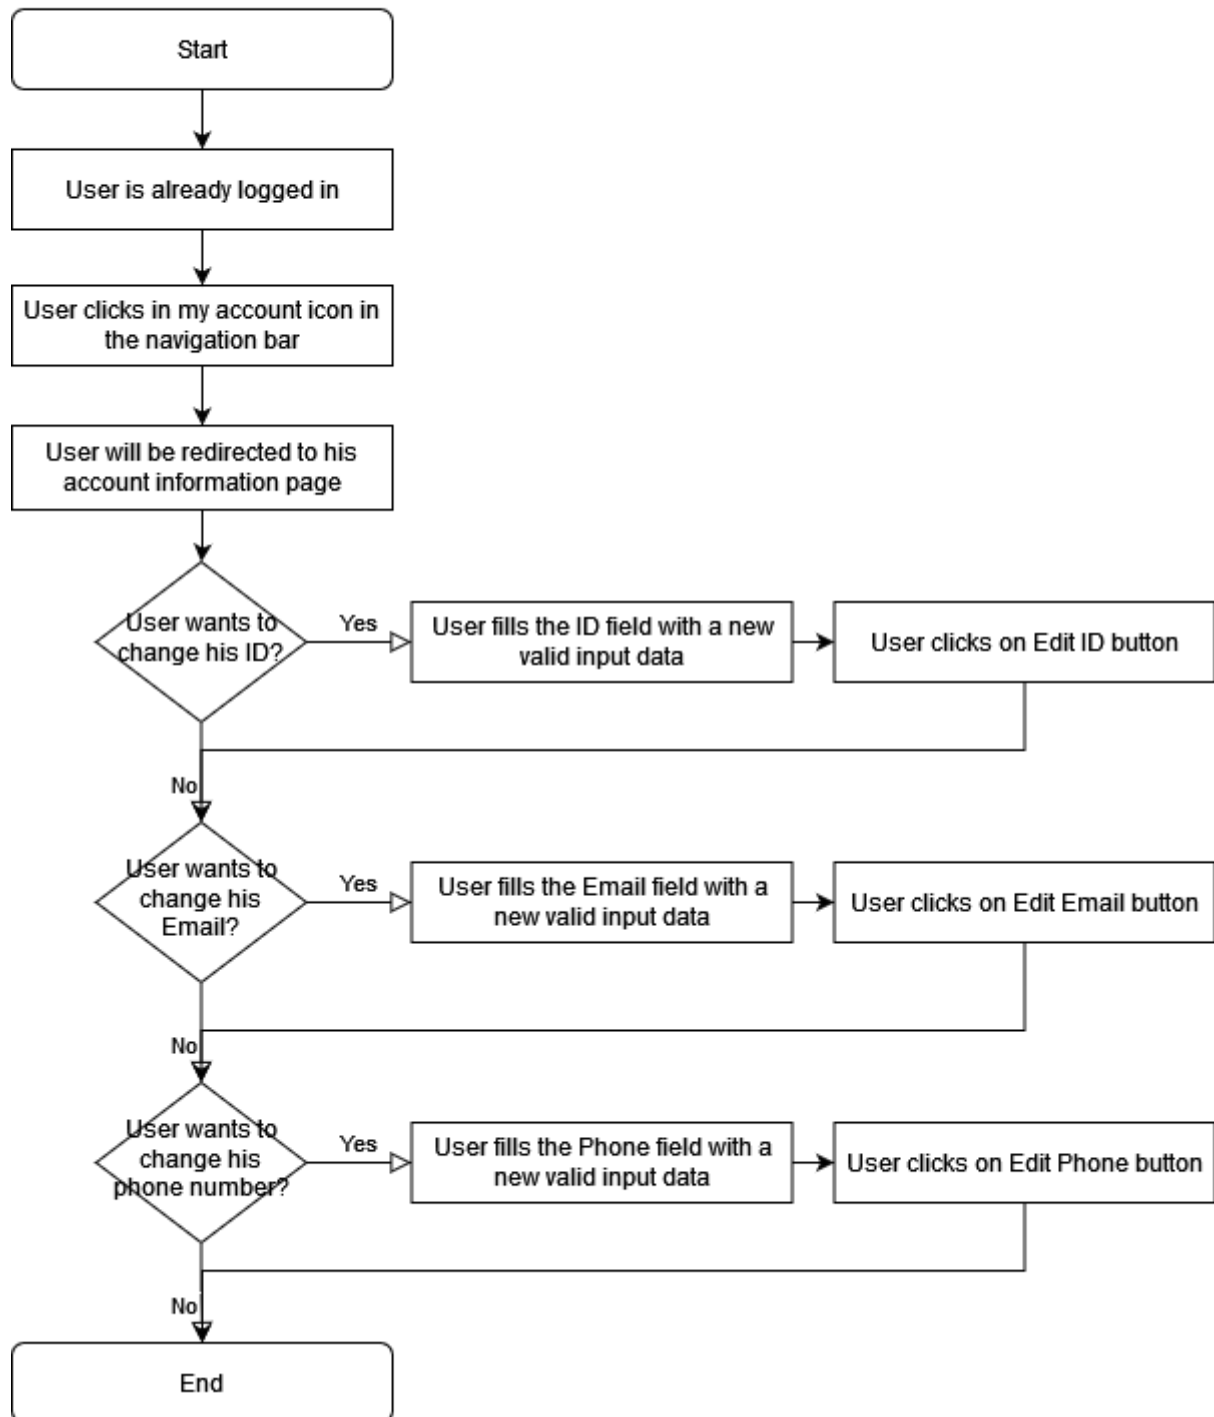 Start
User is already logged in
User clicks in my account icon in
the navigation bar
User will be redirected to his
account information page
User wants to
change his ID?
Yes
User fills the ID field with a new
valid input data
User clicks on Edit ID button
No
User wants to
change his
Email?
Yes
User fills the Email field with a
new valid input data
User clicks on Edit Email button
No
User wants to
change his
phone number?
Yes
User fills the Phone field with a
new valid input data
User clicks on Edit Phone button
No
End